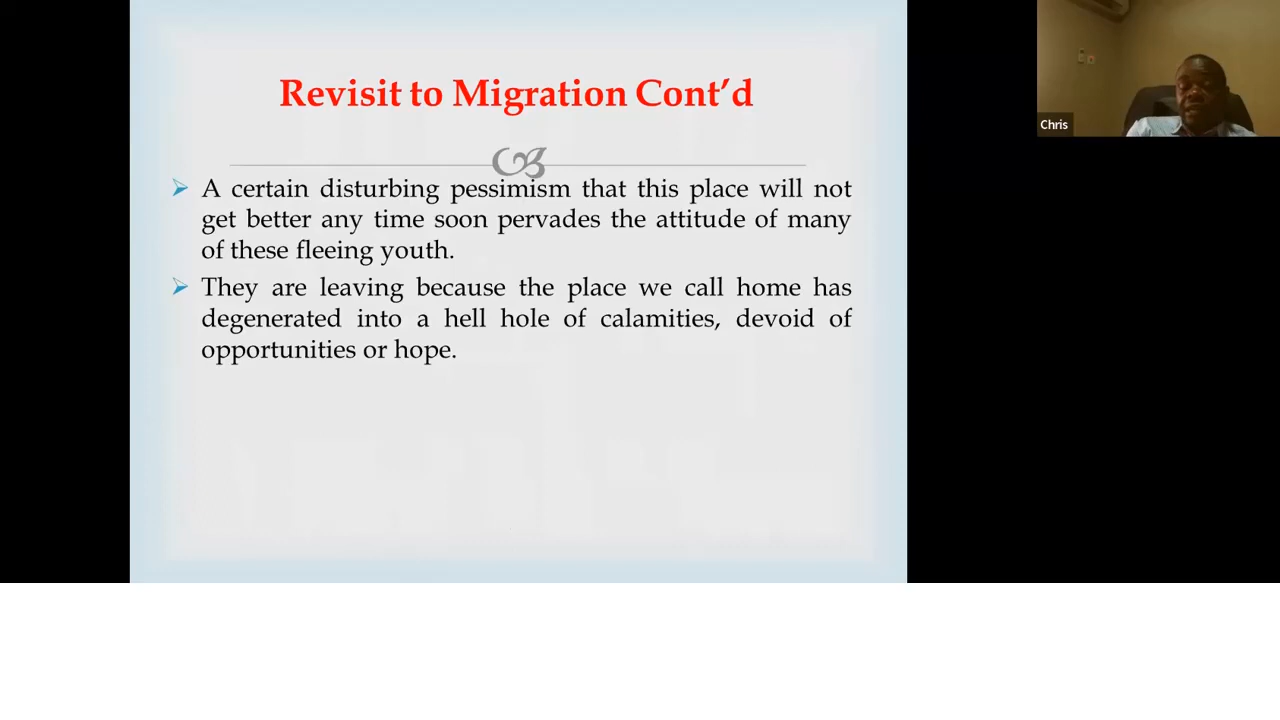 Revisit to Migration Cont’d
A certain disturbing pessimism that this place will not
get better any time soon pervades the attitude of many
of these fleeing youth.
They are leaving because the place we call home has
degenerated into a hell hole of calamities, devoid of
opportunities or hope.
Chris